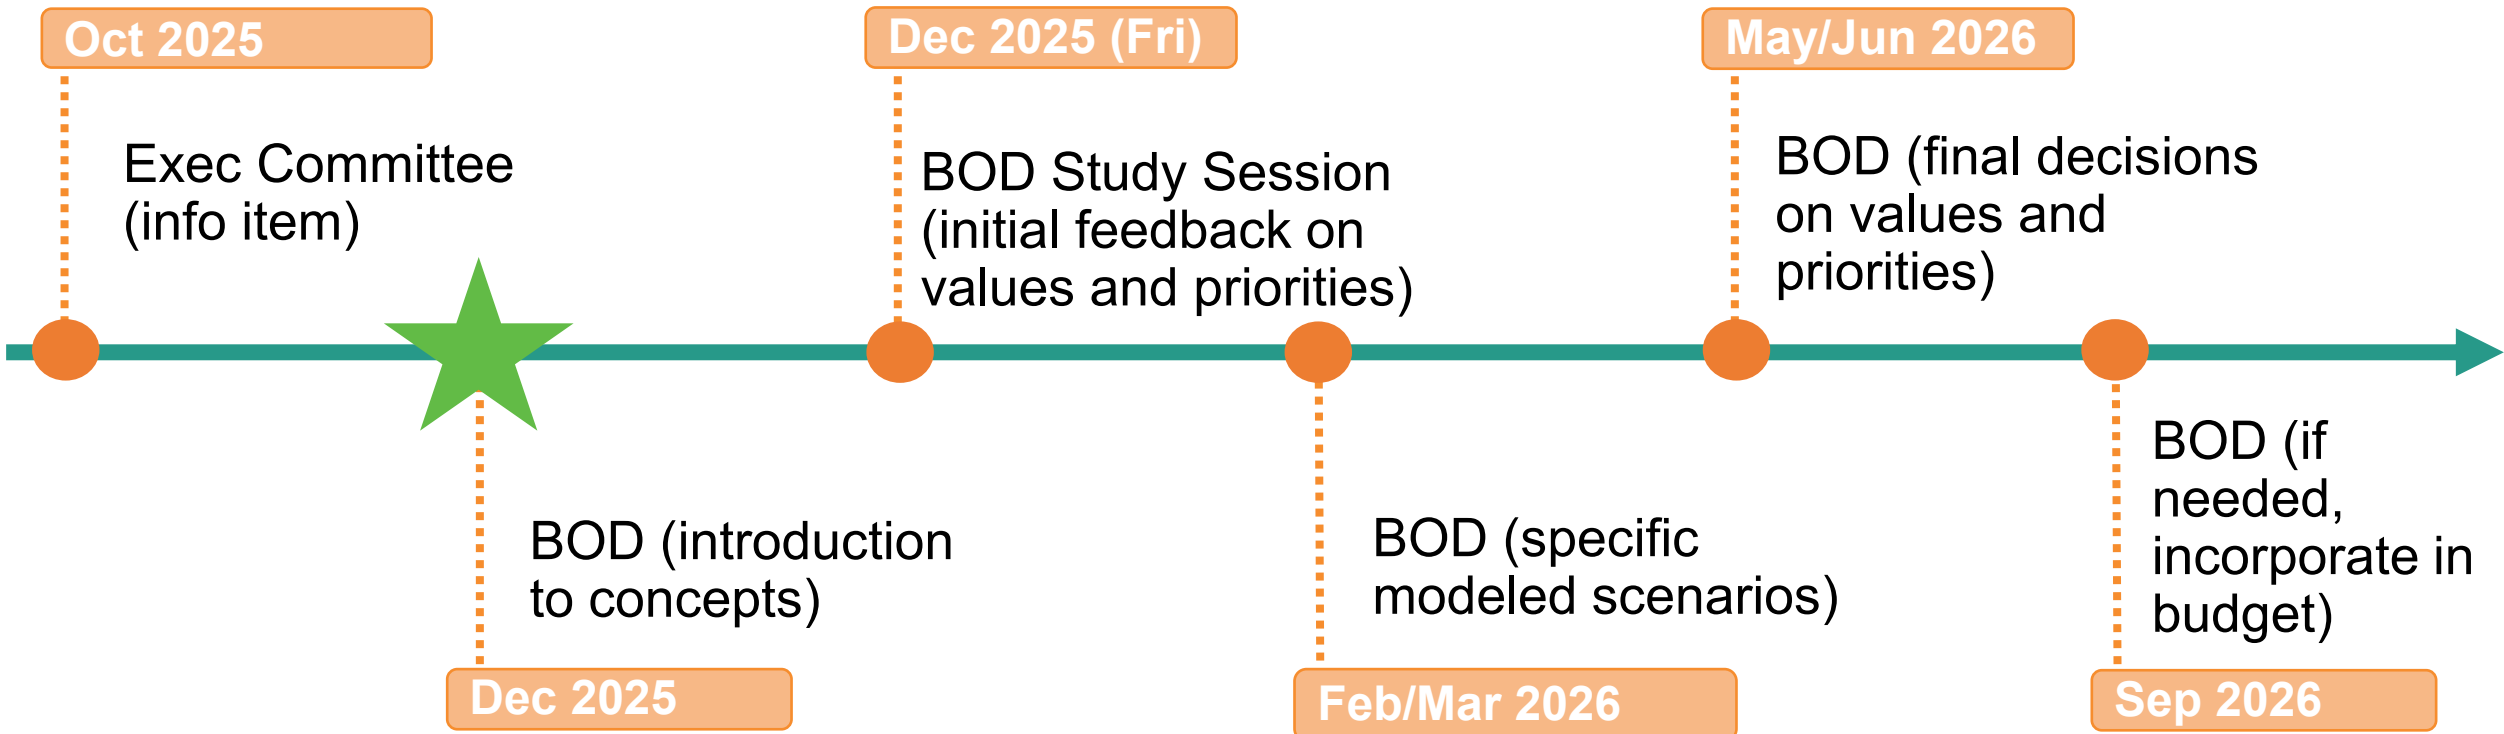 Oct 2025
Dec 2025 (Fri)
May/Jun 2026
Exec Committee
(info item)
BOD Study Session
(initial feedback on
values and priorities)
BOD (final decisions
on values and
priorities)
BOD (introduction
to concepts)
BOD (specific
modeled scenarios)
BOD (if
needed,
incorporate in
budget)
Dec 2025
Feb/Mar 2026
Sep 2026